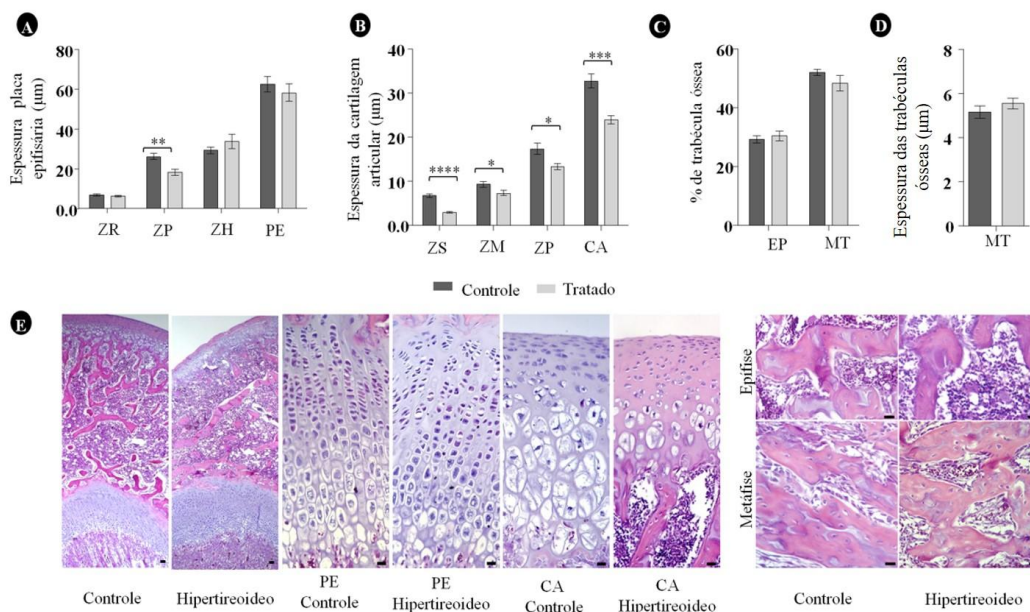 A
Espessura placa
epifisária (µm)
80
60
40
20
0.0
**
ZR ZP ZH PE
B
Espessura da cartilagem
articular (µm)
40
30
20
10
0
****
*
*
***
ZS ZM ZP CA
C
% de trabécula óssea
60
40
20
0
EP MT
D
Espessura das trabéculas
ósseas (µm)
8
6
4
2
0
MT
Controle Tratado
E
Controle
Hipertireoideo
PE
Controle
PE
Hipertireoideo
CA
Controle
CA
Hipertireoideo
Epífise
Metáfise
Controle
Hipertireoideo